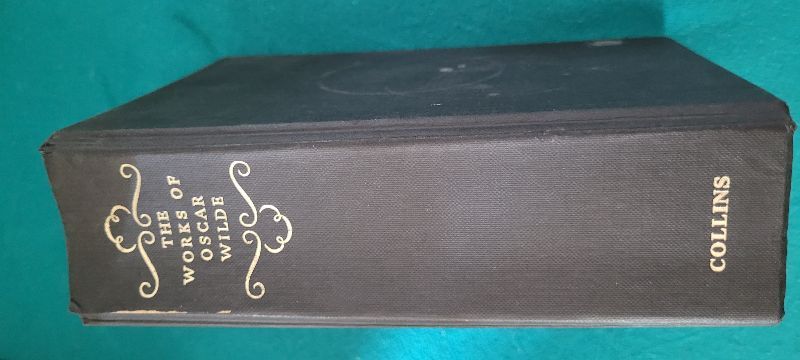 THE
WORKS OF
OSCAR
WILDE
COLLINS